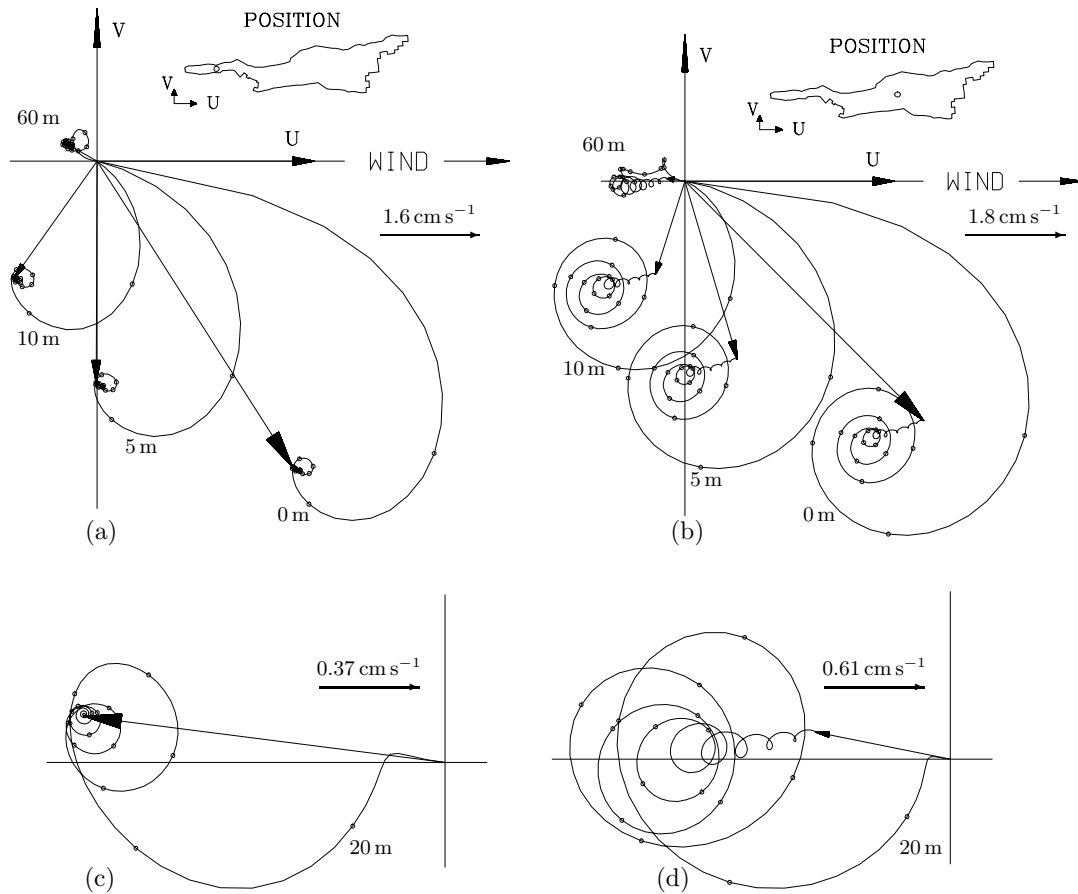 POSITION
V
V
U
60 m
U
WIND
1.6 cm s⁻¹
10 m
5 m
0 m
(a)
POSITION
V
V
U
60 m
U
WIND
1.8 cm s⁻¹
10 m
5 m
0 m
(b)
0.37 cm s⁻¹
20 m
(c)
0.61 cm s⁻¹
20 m
(d)